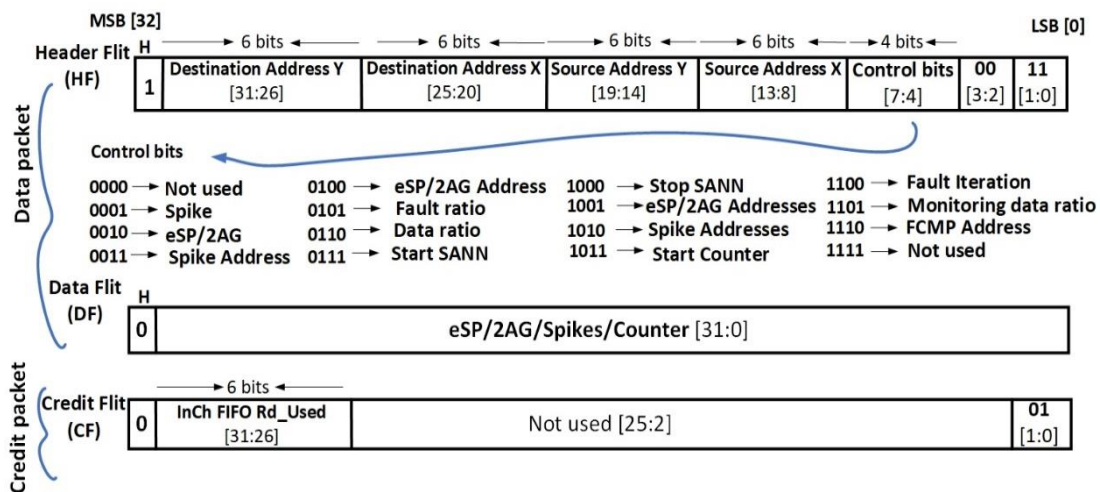 MSB [32]
LSB [0]
Header Flit
(HF)
H
6 bits
6 bits
6 bits
6 bits
4 bits
1
Destination Address Y
[31:26]
Destination Address X
[25:20]
Source Address Y
[19:14]
Source Address X
[13:8]
Control bits
[7:4]
00
[3:2]
11
[1:0]
Data packet
Control bits
0000 → Not used
0001 → Spike
0010 → eSP/2AG
0011 → Spike Address
0100 → eSP/2AG Address
0101 → Fault ratio
0110 → Data ratio
0111 → Start SANN
1000 → Stop SANN
1001 → eSP/2AG Addresses
1010 → Spike Addresses
1011 → Start Counter
1100 → Fault Iteration
1101 → Monitoring data ratio
1110 → FCMP Address
1111 → Not used
Data Flit
(DF)
H
0
eSP/2AG/Spikes/Counter [31:0]
Credit packet
Credit Flit
(CF)
6 bits
0
InCh FIFO Rd_Used
[31:26]
Not used [25:2]
01
[1:0]